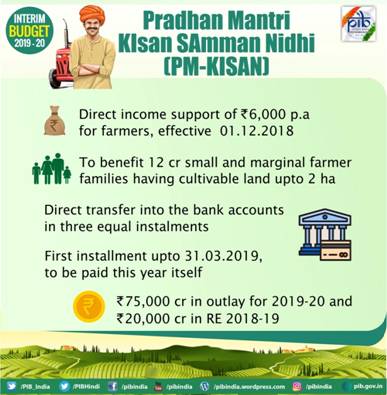 INTERIM
BUDGET
2019 - 20
Pradhan Mantri
KIsan SAmman Nidhi
(PM-KISAN)
pib
Direct income support of ₹6,000 p.a
for farmers, effective 01.12.2018
To benefit 12 cr small and marginal farmer
families having cultivable land upto 2 ha
Direct transfer into the bank accounts
in three equal instalments
First installment upto 31.03.2019,
to be paid this year itself
₹75,000 cr in outlay for 2019-20 and
₹20,000 cr in RE 2018-19
/PIB_India /PIBHindi /pibindia /pibindia /pibindia.wordpress.com /pibindia pib.gov.in